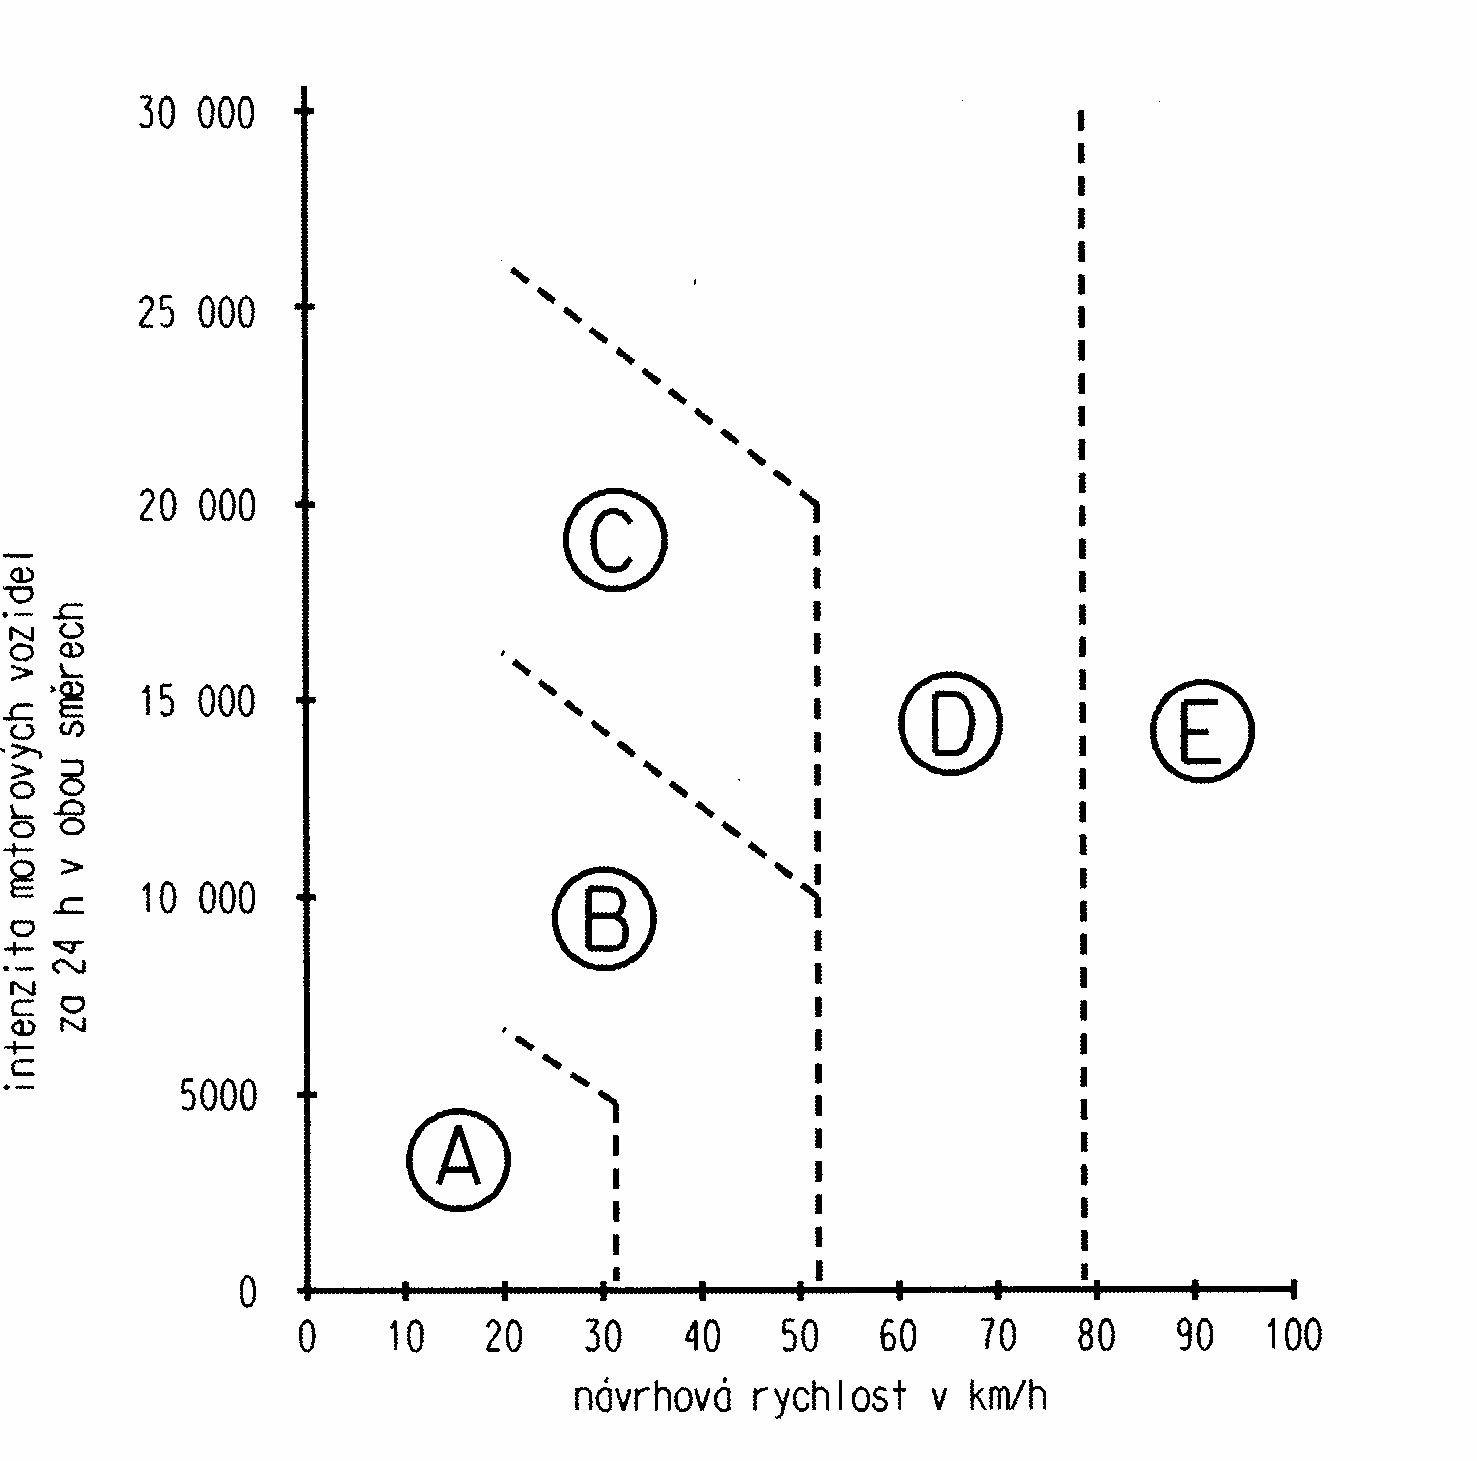 30 000
25 000
20 000
15 000
10 000
5000
0
intenzita motorových vozidel
za 24 h v obou směrech
C
D
E
B
A
0 10 20 30 40 50 60 70 80 90 100
návrhová rychlost v km/h